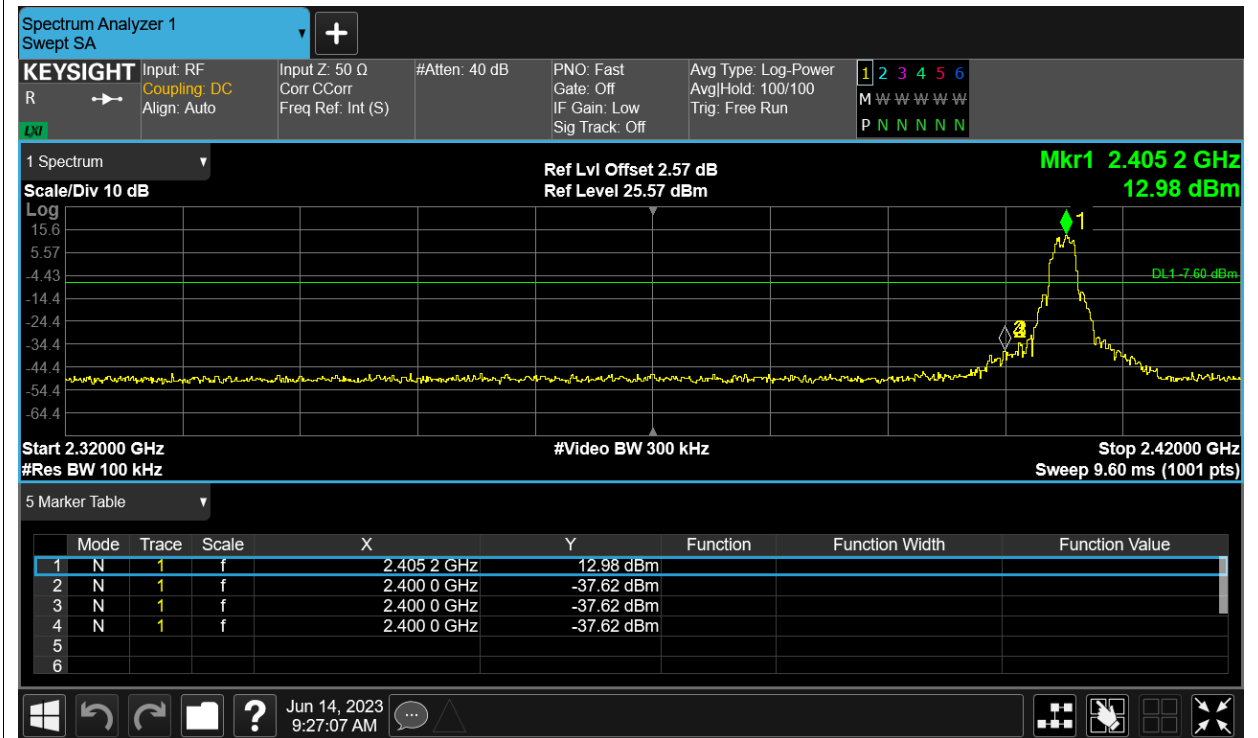 Spectrum Analyzer 1
Swept SA
KEYSIGHT
R
LXI
Input: RF
Coupling: DC
Align: Auto
Input Z: 50 Ω
Corr CCorr
Freq Ref: Int (S)
#Atten: 40 dB
PNO: Fast
Gate: Off
IF Gain: Low
Sig Track: Off
Avg Type: Log-Power
Avg|Hold: 100/100
Trig: Free Run
1 2 3 4 5 6
M W W W W W W
P N N N N N N
1 Spectrum
Scale/Div 10 dB
Ref Lvl Offset 2.57 dB
Ref Level 25.57 dBm
Mkr1 2.405 2 GHz
12.98 dBm
Log
15.6
5.57
-4.43
-14.4
-24.4
-34.4
-44.4
-54.4
-64.4
1
DL1 -7.60 dBm
Start 2.32000 GHz
#Res BW 100 kHz
#Video BW 300 kHz
Stop 2.42000 GHz
Sweep 9.60 ms (1001 pts)
5 Marker Table
Mode Trace Scale X Y Function Function Width Function Value
1 N 1 f 2.405 2 GHz 12.98 dBm
2 N 1 f 2.400 0 GHz -37.62 dBm
3 N 1 f 2.400 0 GHz -37.62 dBm
4 N 1 f 2.400 0 GHz -37.62 dBm
5
6
?
Jun 14, 2023
9:27:07 AM